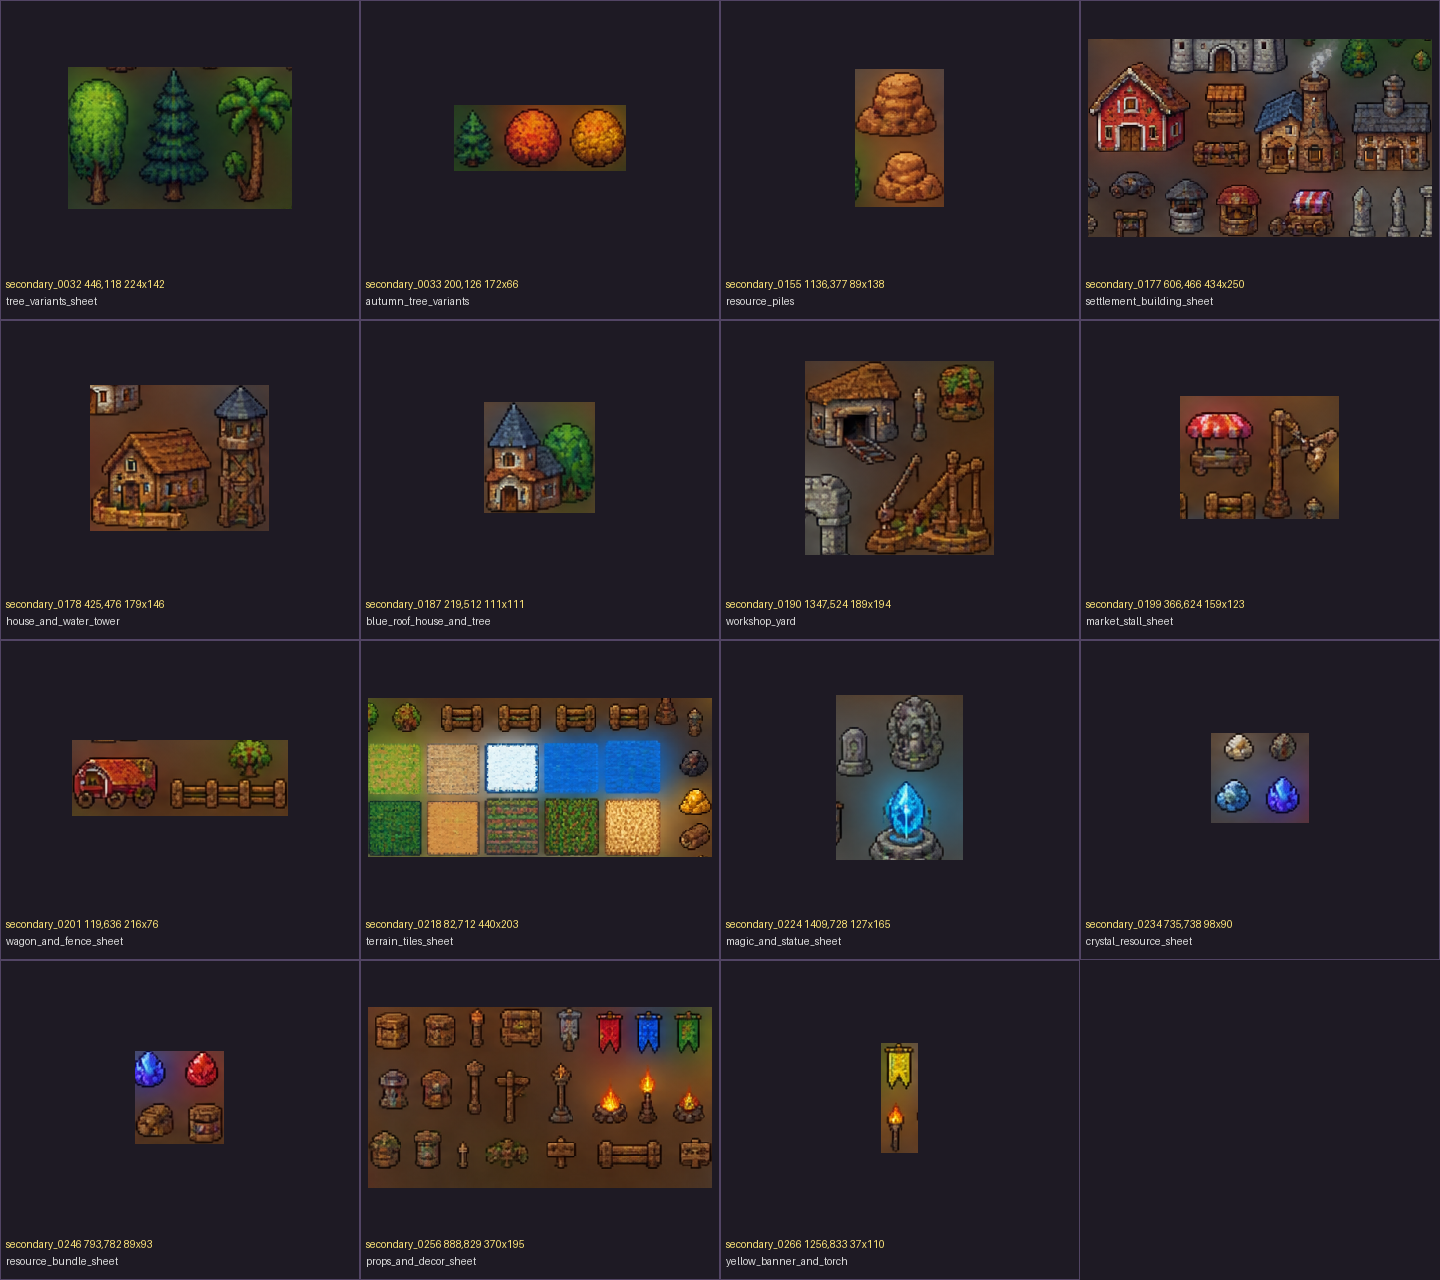 secondary_0032 446,118 224x142
tree_variants_sheet
secondary_0033 200,126 172x66
autumn_tree_variants
secondary_0155 1136,377 89x138
resource_piles
secondary_0177 606,466 434x250
settlement_building_sheet
secondary_0178 425,476 179x146
house_and_water_tower
secondary_0187 219,512 111x111
blue_roof_house_and_tree
secondary_0190 1347,524 189x194
workshop_yard
secondary_0199 366,624 159x123
market_stall_sheet
secondary_0201 119,636 216x76
wagon_and_fence_sheet
secondary_0218 82,712 440x203
terrain_tiles_sheet
secondary_0224 1409,728 127x165
magic_and_statue_sheet
secondary_0234 735,738 98x90
crystal_resource_sheet
secondary_0246 793,782 89x93
resource_bundle_sheet
secondary_0256 888,829 370x195
props_and_decor_sheet
secondary_0266 1256,833 37x110
yellow_banner_and_torch